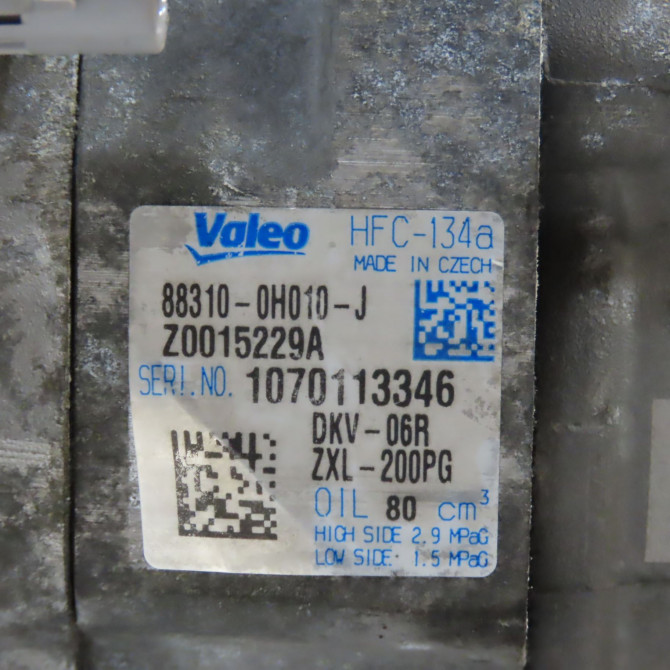 Valeo HFC-134a
MADE IN CZECH
88310-0H010-J
Z0015229A
SERI.NO. 1070113346
DKV-06R
ZXL-200PG
OIL 80 cm³
HIGH SIDE 2.9 MPaG
LOW SIDE 1.5 MPaG